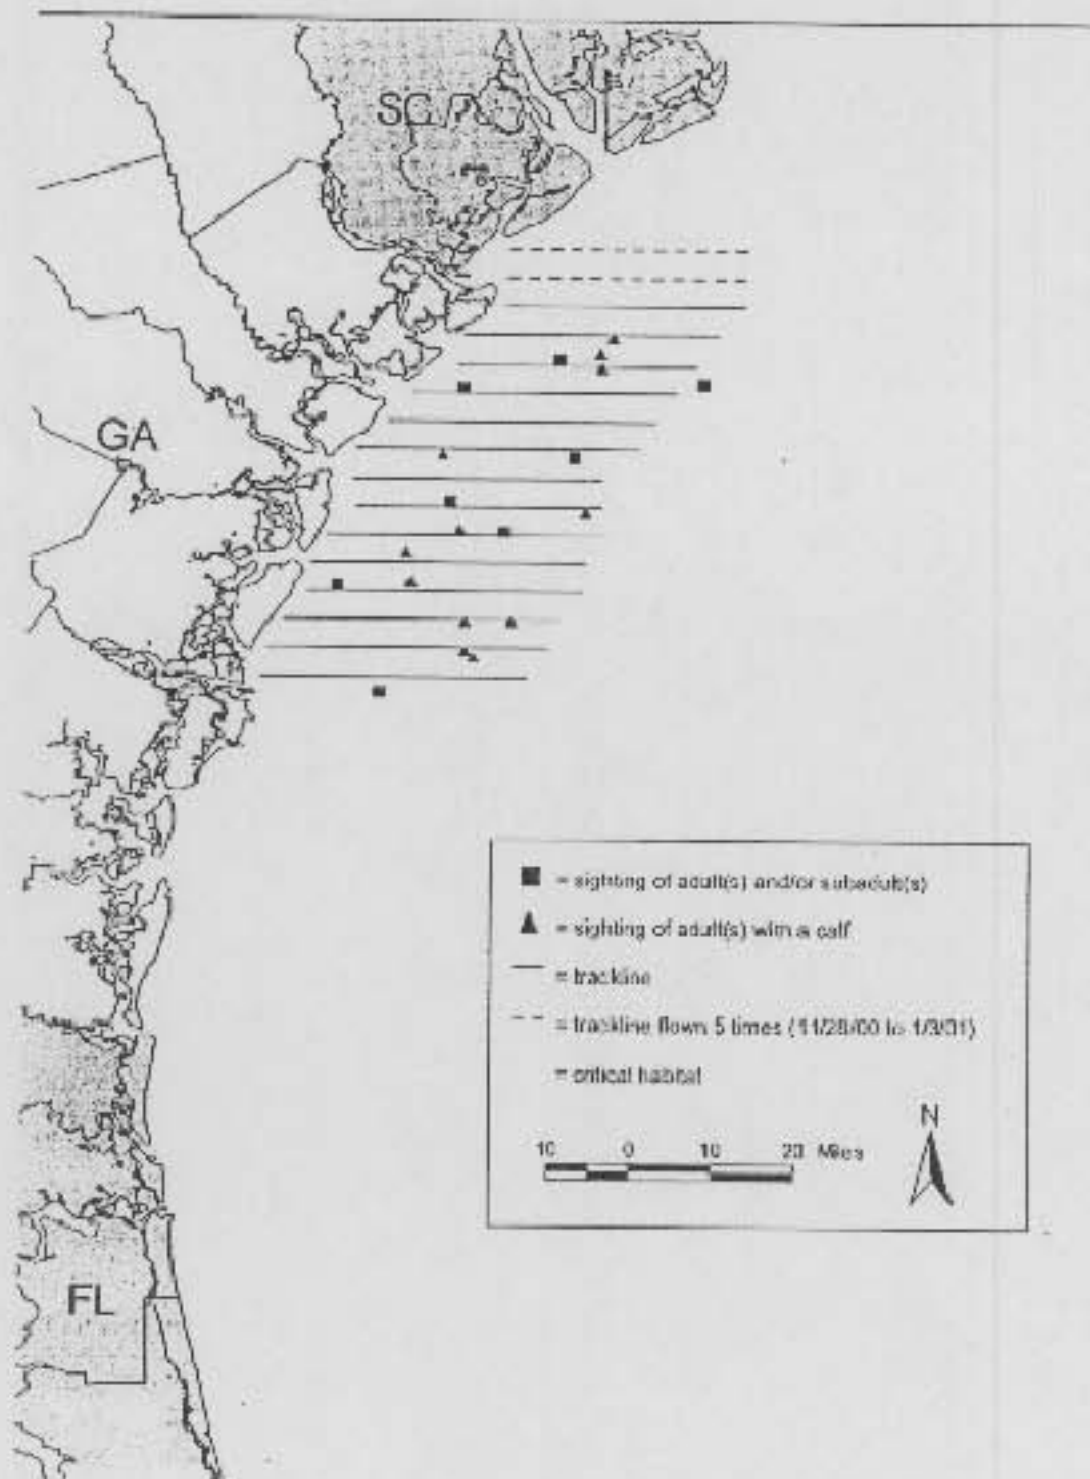 SC
GA
= sighting of adult(s) and/or subadult(s)
= sighting of adult(s) with a calf
= trackline
= trackline flown 5 times (11/28/00 to 1/3/01)
= critical habitat
N
10 0 10 20 Miles
FL